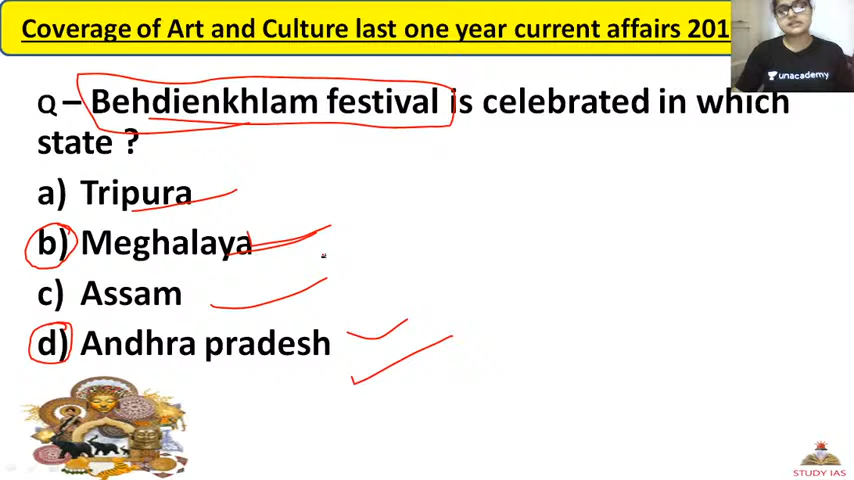 Coverage of Art and Culture last one year current affairs 201
unacademy
Q – Behdienkhlam festival is celebrated in which
state ?
a) Tripura
b) Meghalaya
c) Assam
d) Andhra pradesh
STUDY IAS